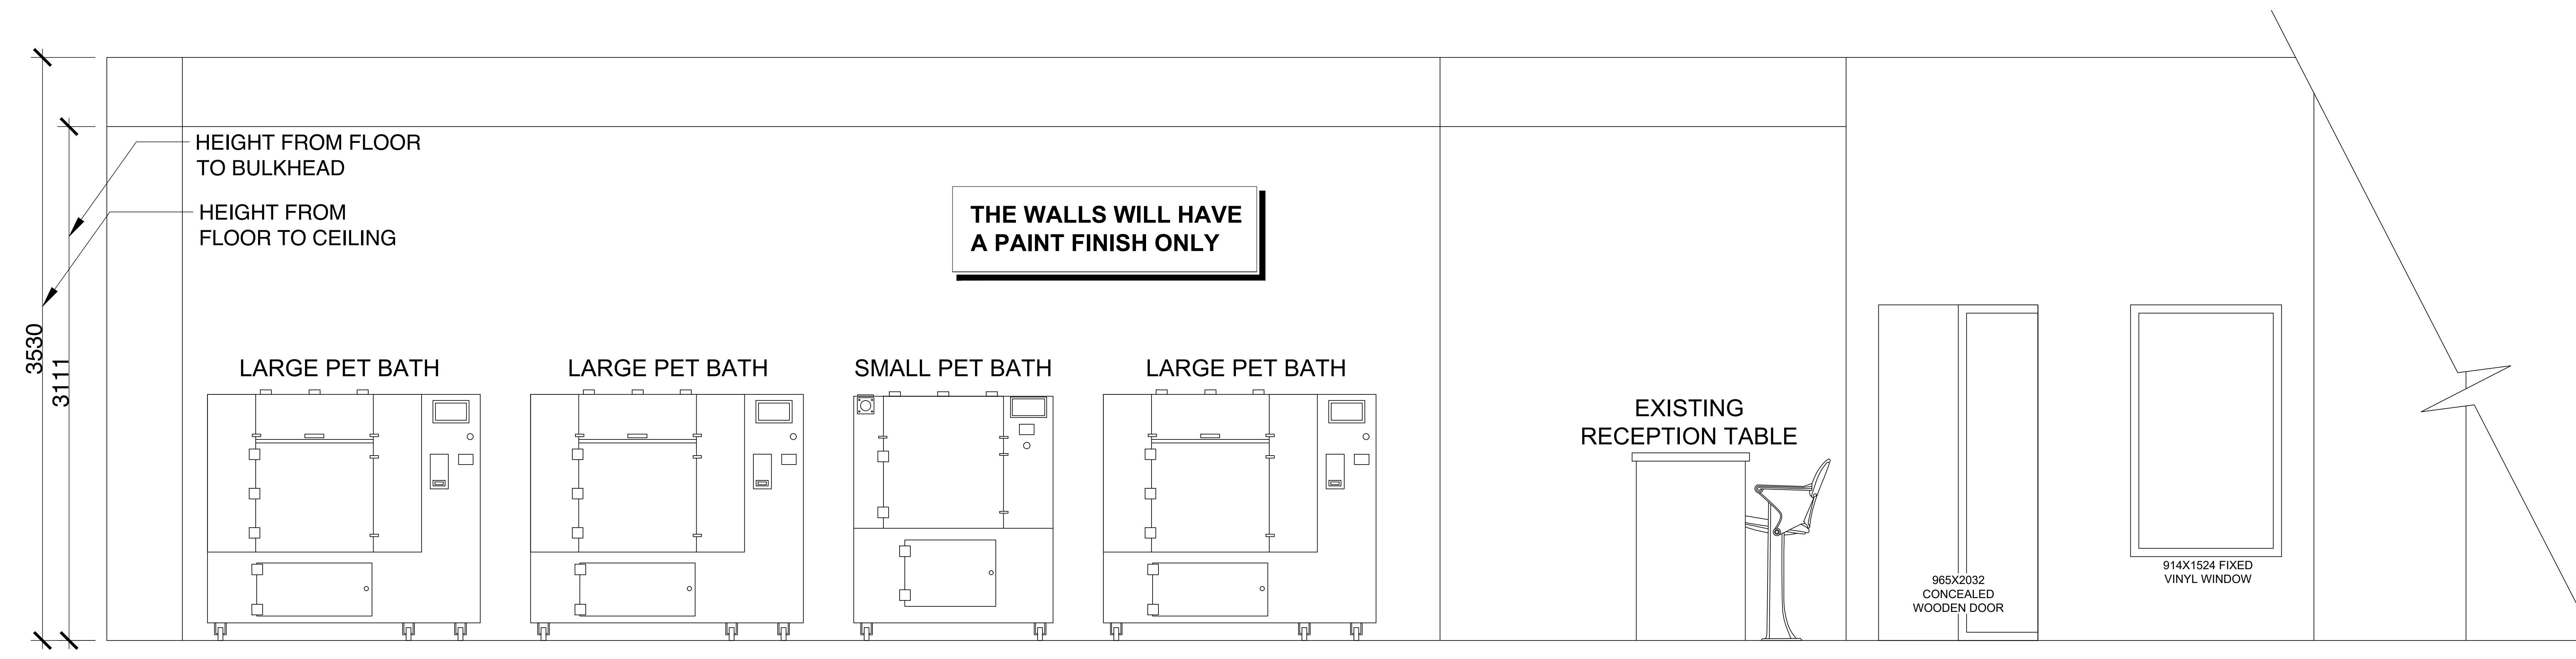 HEIGHT FROM FLOOR
TO BULKHEAD
HEIGHT FROM
FLOOR TO CEILING
THE WALLS WILL HAVE
A PAINT FINISH ONLY
3530
3111
LARGE PET BATH
LARGE PET BATH
SMALL PET BATH
LARGE PET BATH
EXISTING
RECEPTION TABLE
965X2032
CONCEALED
WOODEN DOOR
914X1524 FIXED
VINYL WINDOW